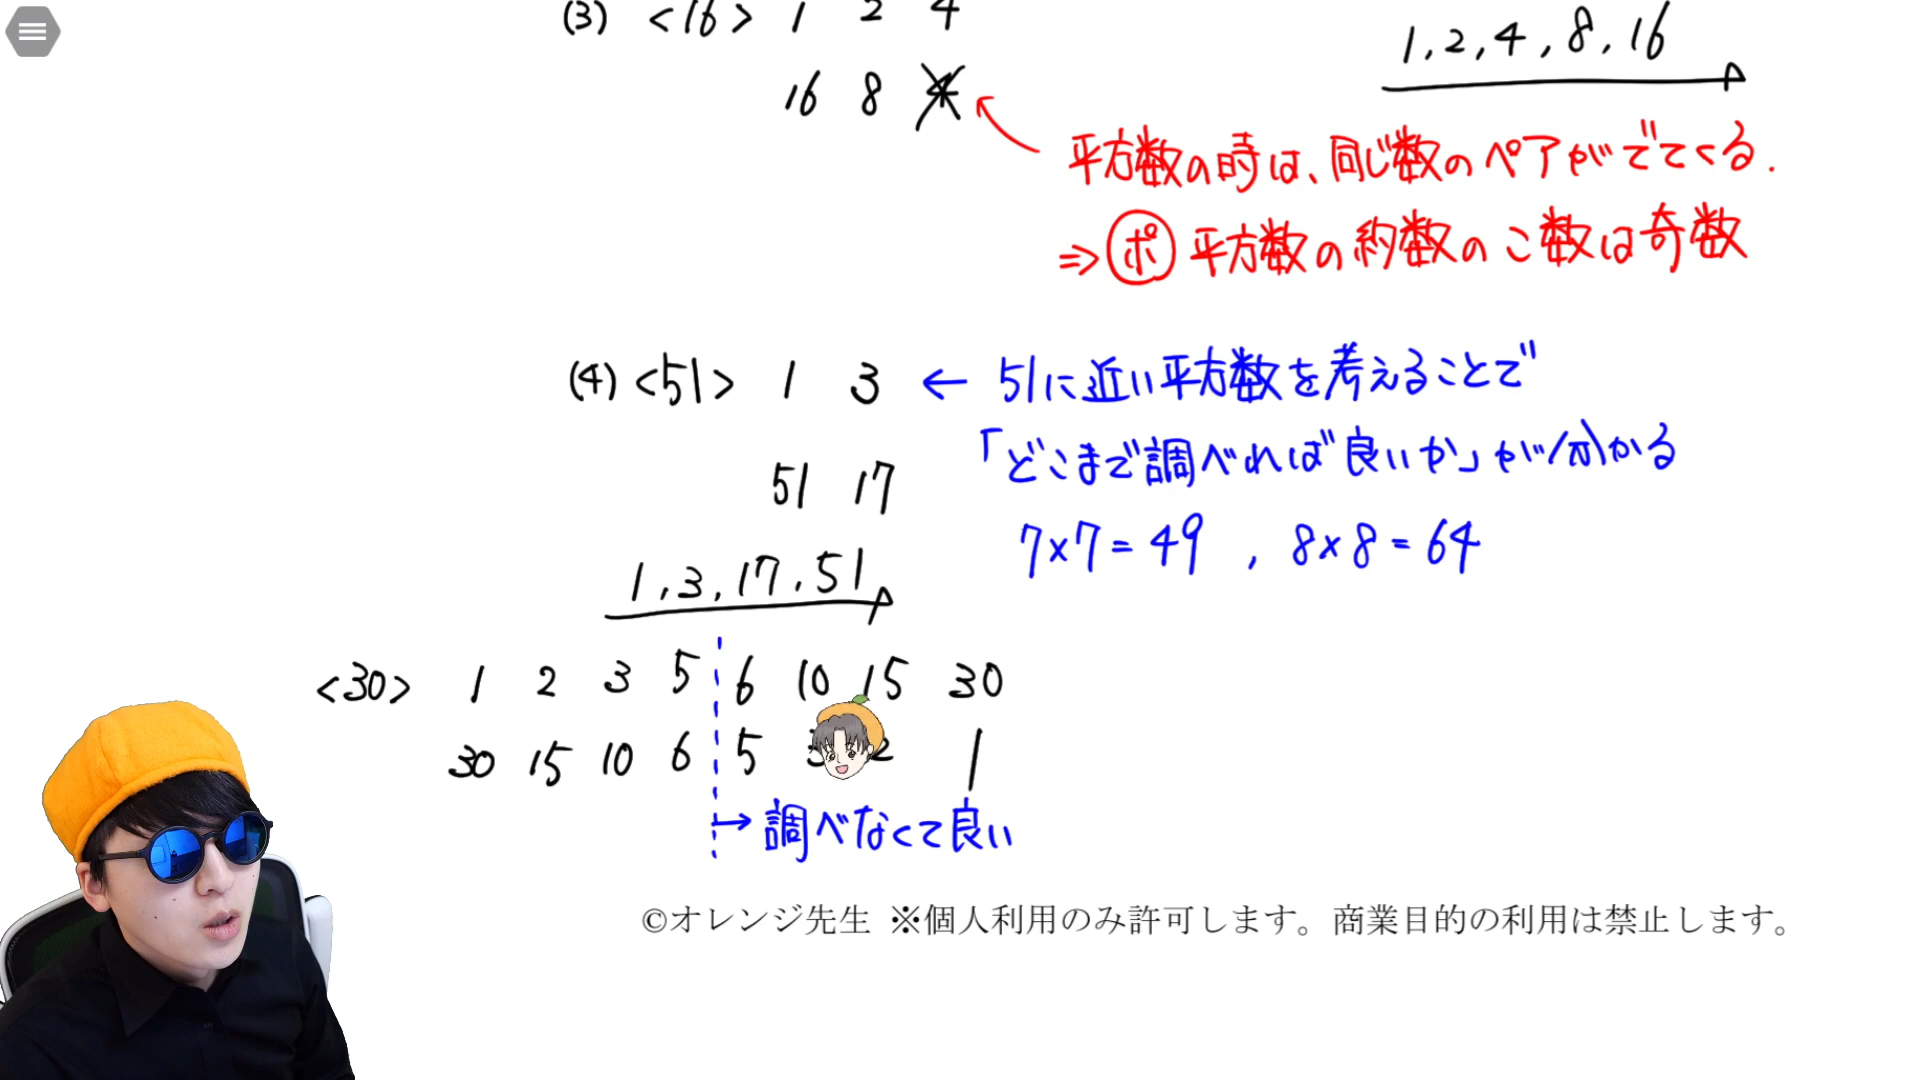 (3) <16> 1 2 4
16 8 4
1, 2, 4, 8, 16
平方数の時は、同じ数のペアがでてくる.
⇒ ポ 平方数の約数のこ数は奇数
(4) <51> 1 3 ← 51に近い平方数を考えることで
「どこまで調べれば良いか」が分かる
51 17
7×7=49 , 8×8=64
1, 3, 17, 51
<30> 1 2 3 5 6 10 15 30
30 15 10 6 5 3 2 1
→ 調べなくて良い
©オレンジ先生 ※個人利用のみ許可します。商業目的の利用は禁止します。